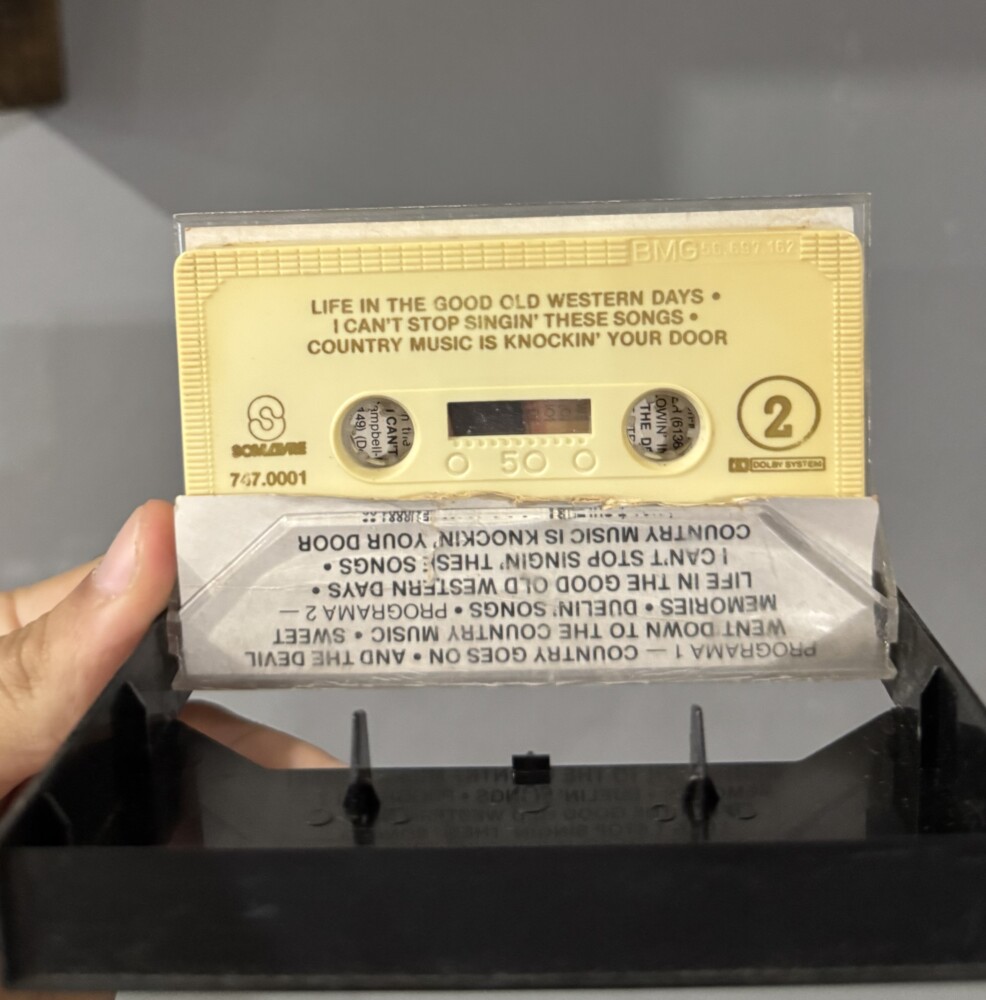 BMG
LIFE IN THE GOOD OLD WESTERN DAYS •
I CAN'T STOP SINGIN' THESE SONGS •
COUNTRY MUSIC IS KNOCKIN' YOUR DOOR
SOMLIVRE
747.0001
I CAN'T
THE
50
2
DOLBY SYSTEM
PROGRAMA 1 — COUNTRY GOES ON • AND THE DEVIL
WENT DOWN TO THE COUNTRY MUSIC • SWEET
MEMORIES • DUELIN' SONGS • PROGRAMA 2 —
LIFE IN THE GOOD OLD WESTERN DAYS •
I CAN'T STOP SINGIN' THESE SONGS •
COUNTRY MUSIC IS KNOCKIN' YOUR DOOR